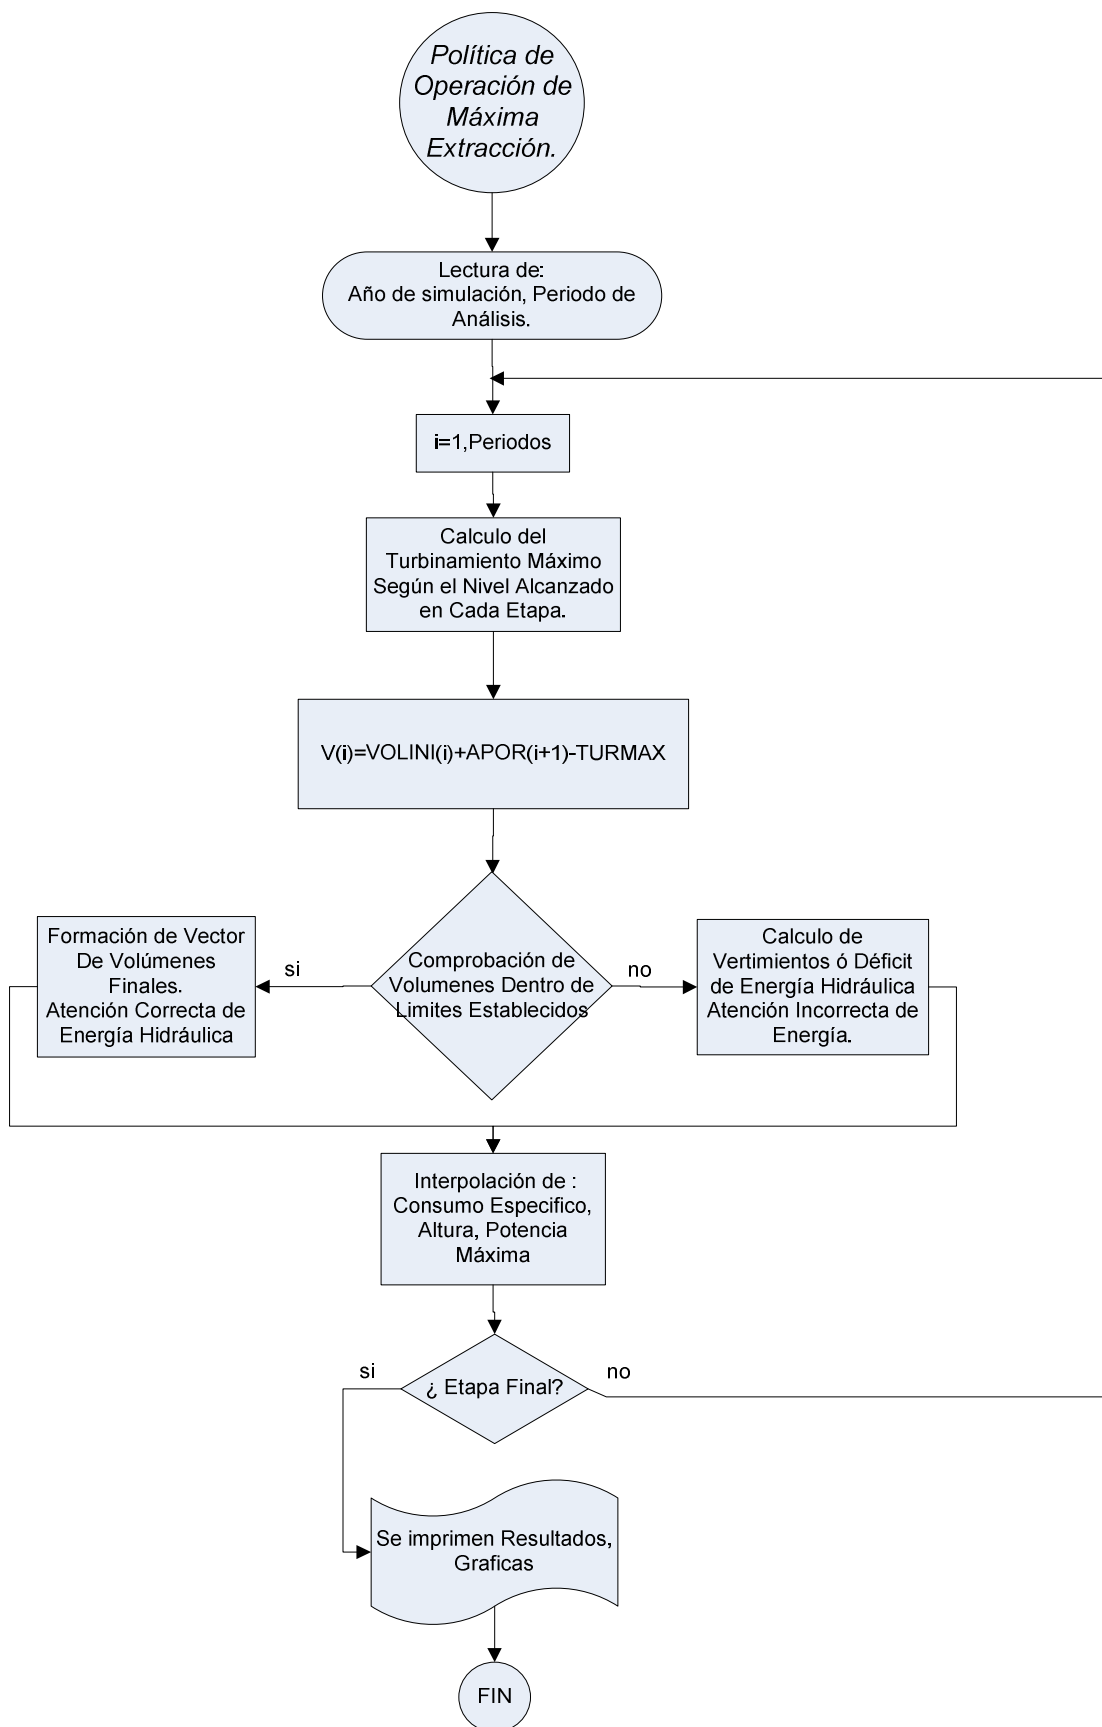 Política de
Operación de
Máxima
Extracción.
Lectura de:
Año de simulación, Periodo de
Análisis.
i=1,Periodos
Calculo del
Turbinamiento Máximo
Según el Nivel Alcanzado
en Cada Etapa.
V(i)=VOLINI(i)+APOR(i+1)-TURMAX
Formación de Vector
De Volúmenes
Finales.
Atención Correcta de
Energía Hidráulica
si
Comprobación de
Volumenes Dentro de
Limites Establecidos
no
Calculo de
Vertimientos ó Déficit
de Energía Hidráulica
Atención Incorrecta de
Energía.
Interpolación de :
Consumo Especifico,
Altura, Potencia
Máxima
si
¿ Etapa Final?
no
Se imprimen Resultados,
Graficas
FIN